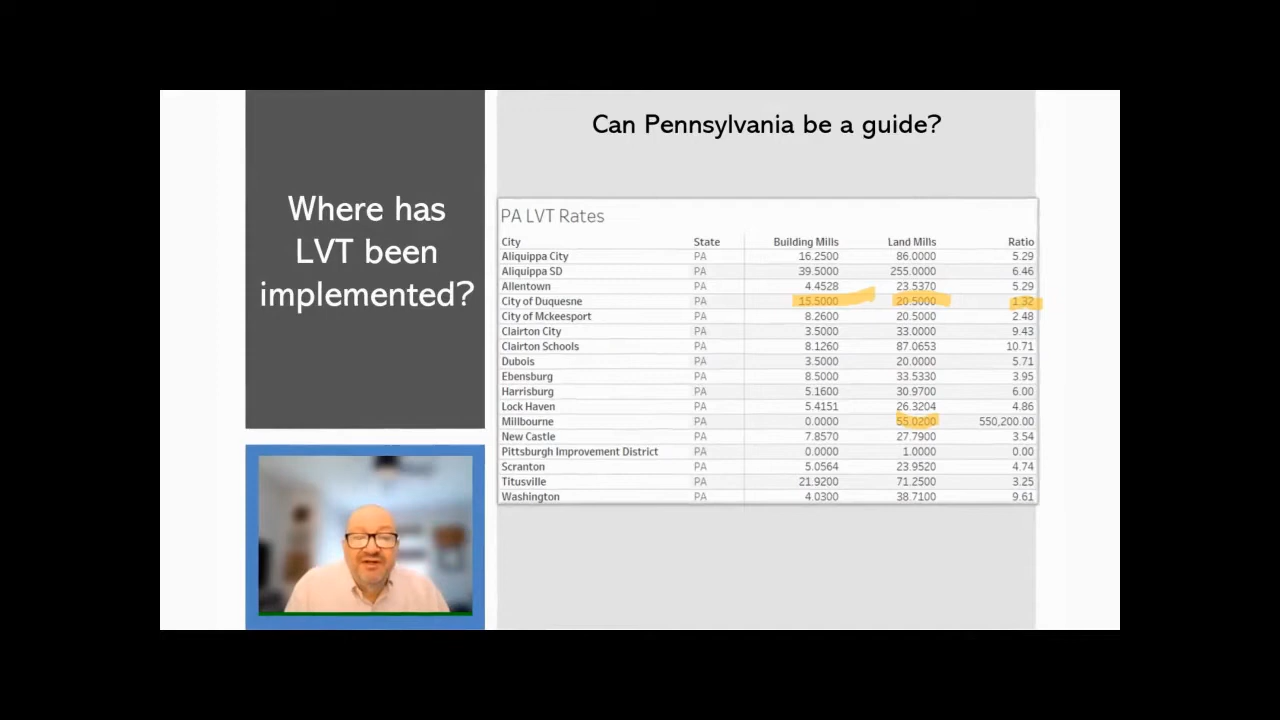 Where has
LVT been
implemented?
Can Pennsylvania be a guide?
PA LVT Rates
City State Building Mills Land Mills Ratio
Aliquippa City PA 16.2500 86.0000 5.29
Aliquippa SD PA 39.5000 255.0000 6.46
Allentown PA 4.4528 23.5370 5.29
City of Duquesne PA 15.5000 20.5000 1.32
City of Mckeesport PA 8.2600 20.5000 2.48
Clairton City PA 3.5000 33.0000 9.43
Clairton Schools PA 8.1260 87.0653 10.71
Dubois PA 3.5000 20.0000 5.71
Ebensburg PA 8.5000 33.5330 3.95
Harrisburg PA 5.1600 30.9700 6.00
Lock Haven PA 5.4151 26.3204 4.86
Millbourne PA 0.0000 55.0200 550,200.00
New Castle PA 7.8570 27.7900 3.54
Pittsburgh Improvement District PA 0.0000 1.0000 0.00
Scranton PA 5.0564 23.9520 4.74
Titusville PA 21.9200 71.2500 3.25
Washington PA 4.0300 38.7100 9.61